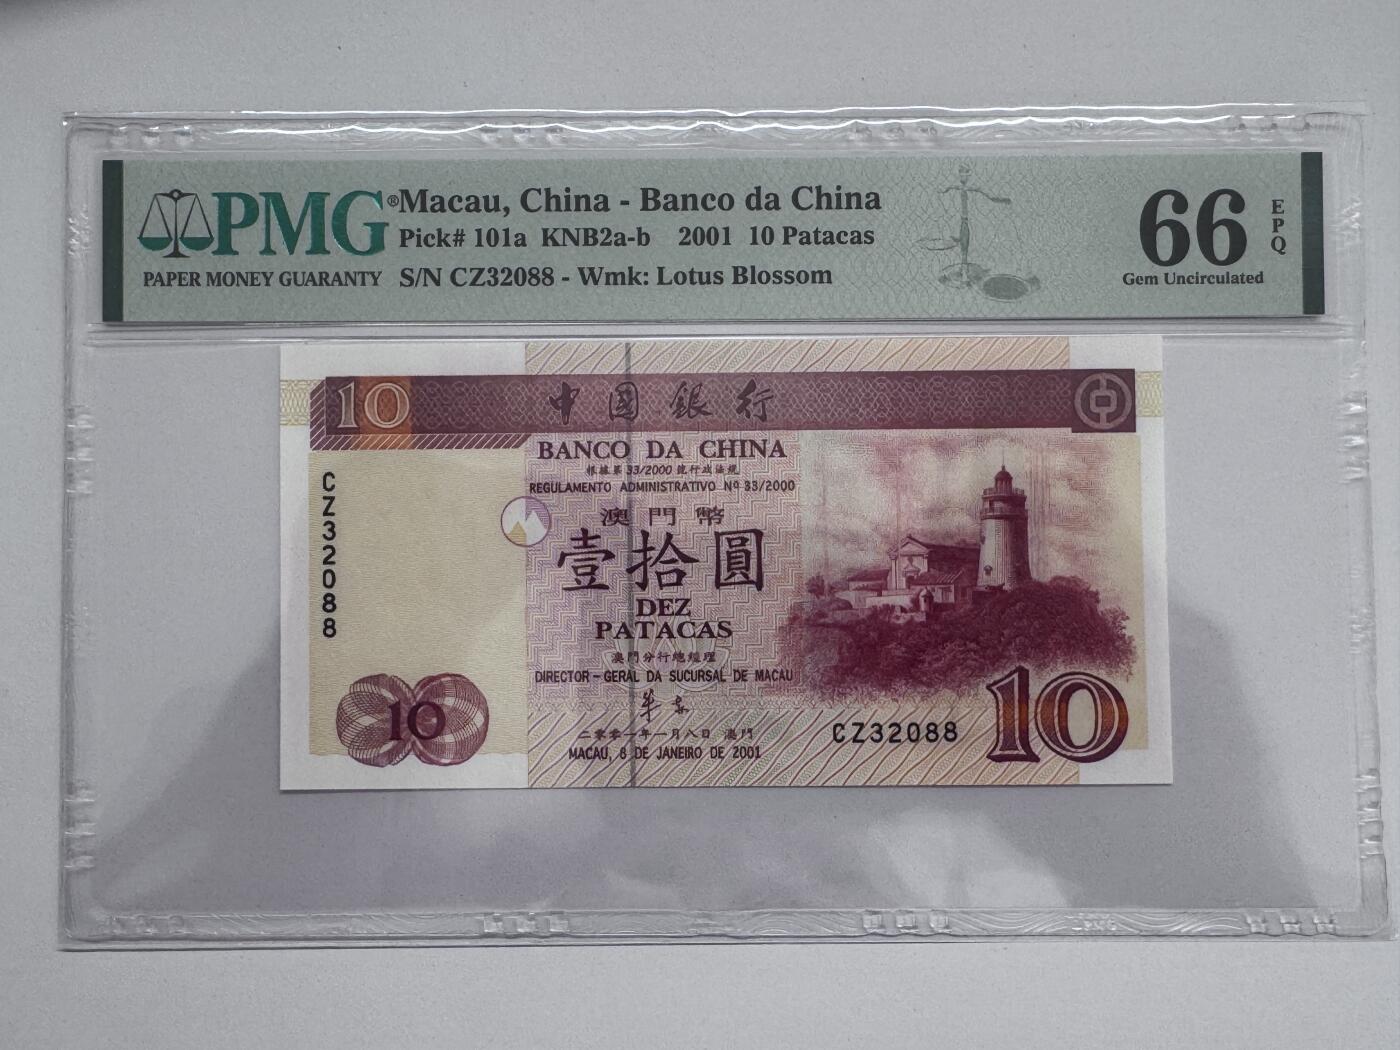 PMG®
PAPER MONEY GUARANTY
Macau, China - Banco da China
Pick# 101a KNB2a-b 2001 10 Patacas
S/N CZ32088 - Wmk: Lotus Blossom
66
EPQ
Gem Uncirculated
10
中國銀行
BANCO DA CHINA
根據第33/2000號行政法規
REGULAMENTO ADMINISTRATIVO Nº 33/2000
澳門幣
壹拾圓
DEZ
PATACAS
澳門分行總經理
DIRECTOR-GERAL DA SUCURSAL DE MACAU
二零零一年一月八日 澳門
MACAU, 8 DE JANEIRO DE 2001
CZ32088
10
CZ32088
10
PMG